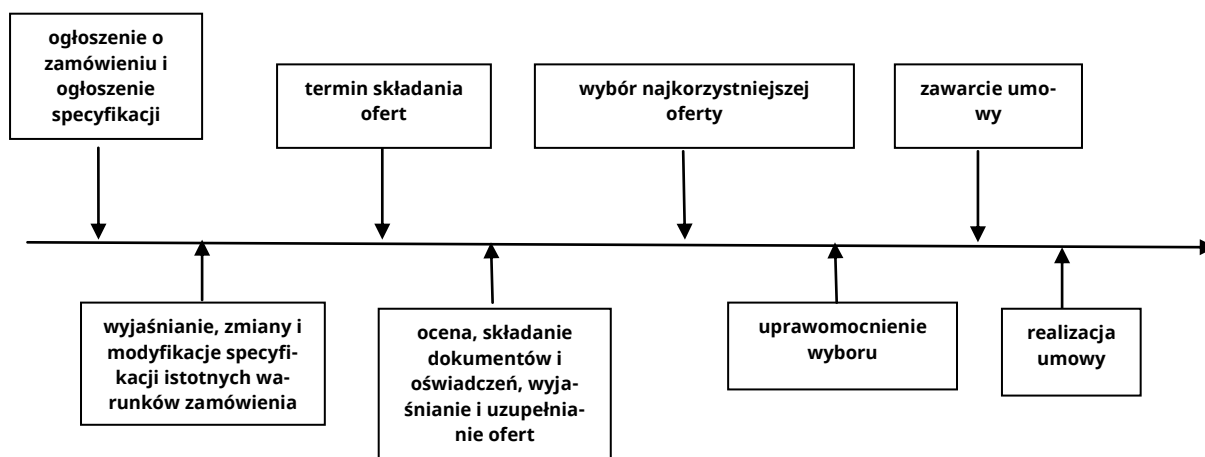 ogłoszenie o
zamówieniu i
ogłoszenie
specyfikacji
termin składania
ofert
wybór najkorzystniejszej
oferty
zawarcie umo-
wy
wyjaśnianie, zmiany i
modyfikacje specyfi-
kacji istotnych wa-
runków zamówienia
ocena, składanie
dokumentów i
oświadczeń, wyja-
śnianie i uzupełnia-
nie ofert
uprawomocnienie
wyboru
realizacja
umowy